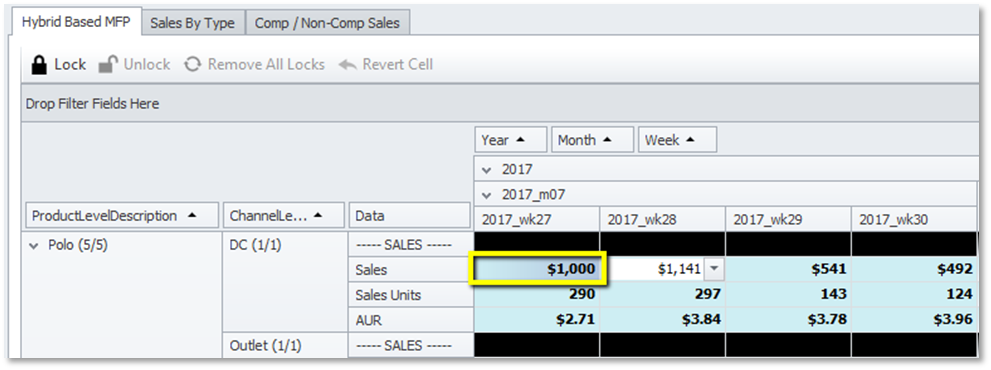 Hybrid Based MFP Sales By Type Comp / Non-Comp Sales
Lock Unlock Remove All Locks Revert Cell
Drop Filter Fields Here
Year Month Week
2017
2017_m07
ProductLevelDescription ChannelLe... Data 2017_wk27 2017_wk28 2017_wk29 2017_wk30
Polo (5/5) DC (1/1) ----- SALES -----
Sales $1,000 $1,141 $541 $492
Sales Units 290 297 143 124
AUR $2.71 $3.84 $3.78 $3.96
Outlet (1/1) ----- SALES -----